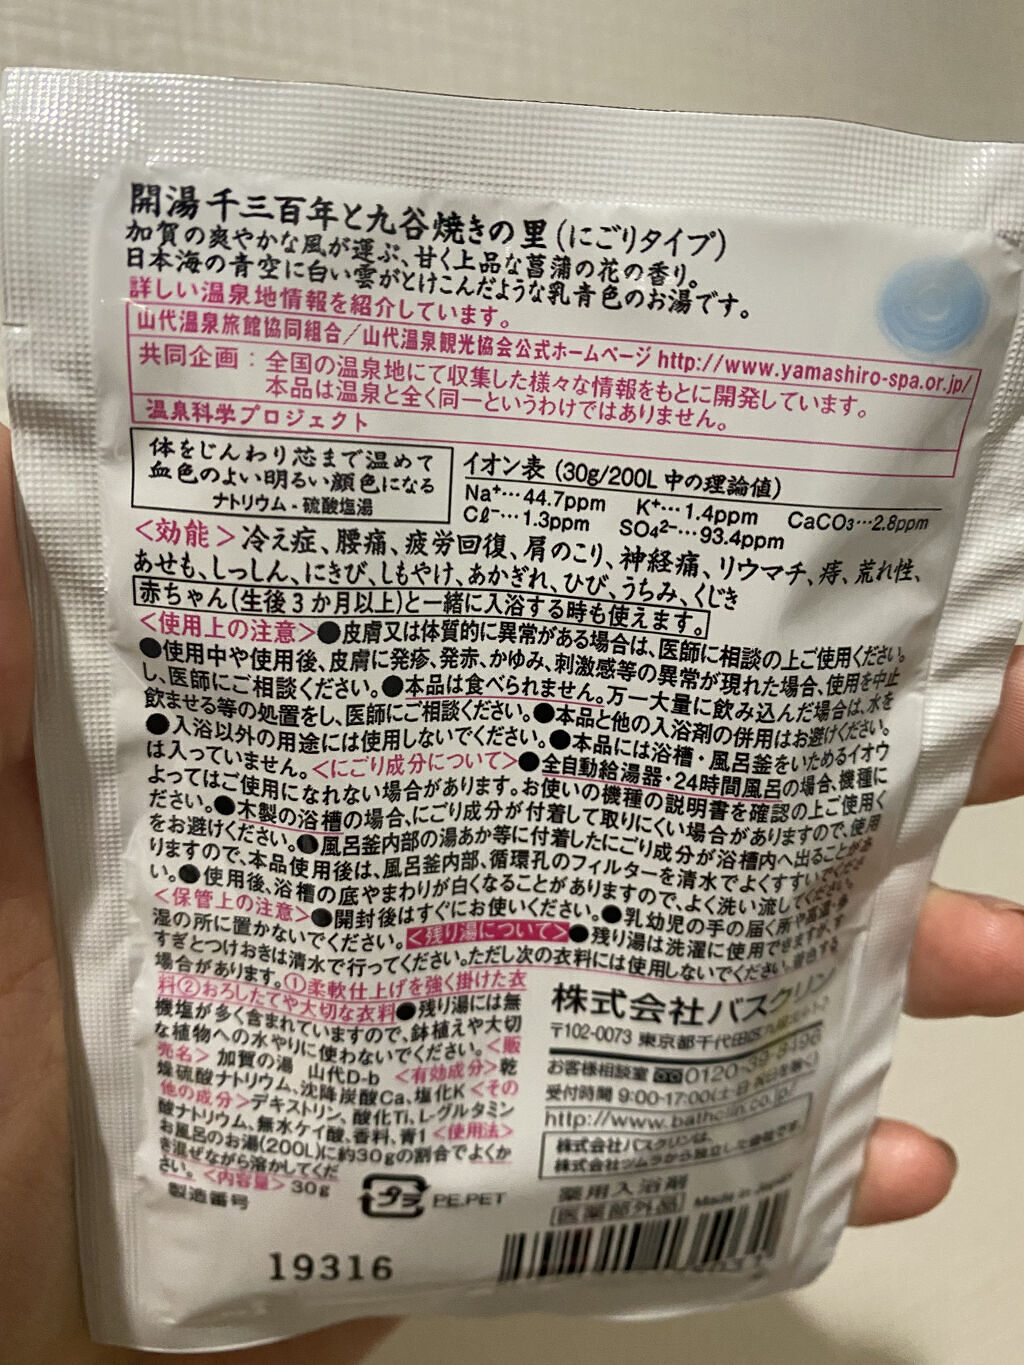 開湯千三百年と九谷焼きの里(にごりタイプ)
加賀の爽やかな風が運ぶ、甘く上品な菖蒲の花の香り。
日本海の青空に白い雲がとけこんだような乳青色のお湯です。
詳しい温泉地情報を紹介しています。
山代温泉旅館協同組合/山代温泉観光協会公式ホームページ http://www.yamashiro-spa.or.jp/
共同企画:全国の温泉地にて収集した様々な情報をもとに開発しています。
本品は温泉と全く同一というわけではありません。
温泉科学プロジェクト
体をじんわり芯まで温めて
血色のよい明るい顔色になる
ナトリウム-硫酸塩湯
イオン表 (30g/200L 中の理論値)
Na⁺…44.7ppm K⁺…1.4ppm CaCO₃…2.8ppm
Cℓ⁻…1.3ppm SO₄²⁻…93.4ppm
<効能>冷え症、腰痛、疲労回復、肩のこり、神経痛、リウマチ、痔、荒れ性、
あせも、しっしん、にきび、しもやけ、あかぎれ、ひび、うちみ、くじき
赤ちゃん(生後3か月以上)と一緒に入浴する時も使えます。
<使用上の注意>●皮膚又は体質的に異常がある場合は、医師に相談の上ご使用ください。
●使用中や使用後、皮膚に発疹、発赤、かゆみ、刺激感等の異常が現れた場合、使用を中止
し、医師にご相談ください。●本品は食べられません。万一大量に飲み込んだ場合は、水を
飲ませる等の処置をし、医師にご相談ください。●本品と他の入浴剤の併用はお避けください。
●入浴以外の用途には使用しないでください。●本品には浴槽・風呂釜をいためるイオウ
は入っていません。<にごり成分について>●全自動給湯器・24時間風呂の場合、機種に
よってはご使用になれない場合があります。お使いの機種の説明書を確認の上ご使用く
ださい。●木製の浴槽の場合、にごり成分が付着して取りにくい場合がありますので、使用
をお避けください。●風呂釜内部の湯あか等に付着したにごり成分が浴槽内へ出ることがあ
りますので、本品使用後は、風呂釜内部、循環孔のフィルターを清水でよくすすいでくださ
い。●使用後、浴槽の底やまわりが白くなることがありますので、よく洗い流してください。
<保管上の注意>●開封後はすぐにお使いください。●乳幼児の手の届く所や高温・多
湿の所に置かないでください。<残り湯について>●残り湯は洗濯に使用できますが、す
すぎとつけおきは清水で行ってください。ただし次の衣料には使用しないでください。着色する
場合があります。①柔軟仕上げを強く掛けた衣
料②おろしたてや大切な衣料●残り湯には無
機塩が多く含まれていますので、鉢植えや大切
な植物への水やりに使わないでください。<販
売名>加賀の湯 山代D-b <有効成分>乾
燥硫酸ナトリウム、沈降炭酸Ca、塩化K<その
他の成分>デキストリン、酸化Ti、L-グルタミン
酸ナトリウム、無水ケイ酸、香料、青1<使用法>
お風呂のお湯(200L)に約30gの割合でよくか
き混ぜながら溶かしてくだ
さい。<内容量>30g
製造番号
19316
プラ PE,PET
株式会社バスクリン
〒102-0073 東京都千代田区
お客様相談室 0120-39-8496
受付時間 9:00-17:00(土・日・祝日を除く)
http://www.bathclin.co.jp/
株式会社バスクリンは、
株式会社ツムラから独立した会社です。
薬用入浴剤
医薬部外品
Made in Japan